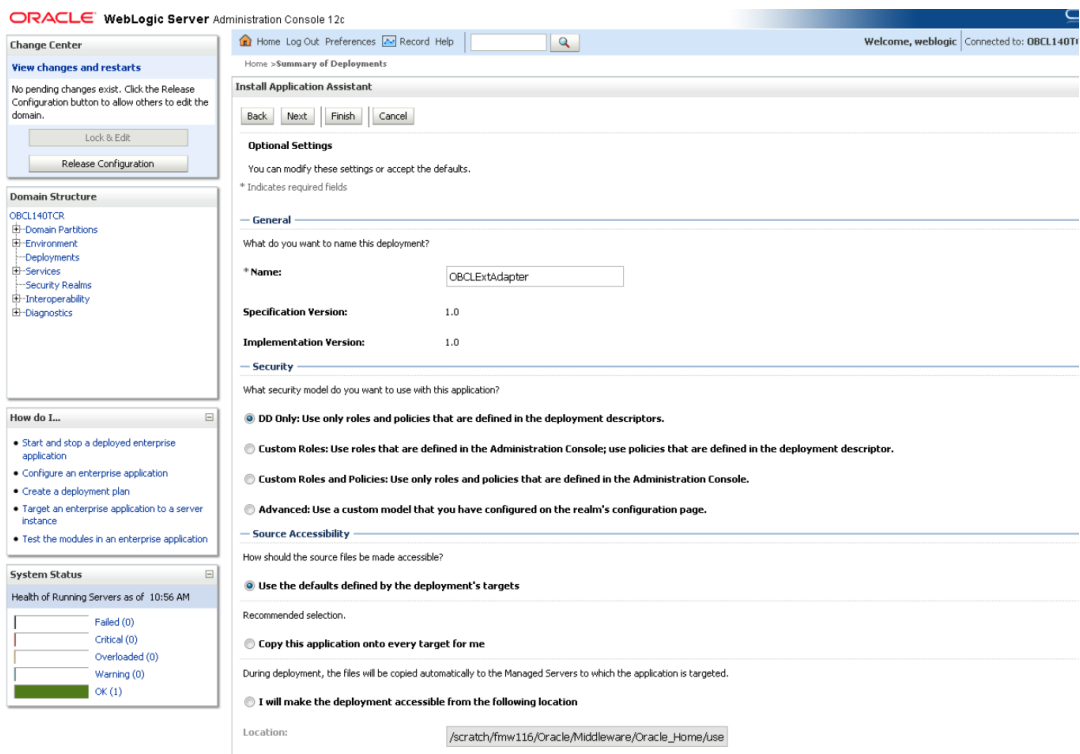 ORACLE WebLogic Server Administration Console 12c
Change Center
View changes and restarts
No pending changes exist. Click the Release
Configuration button to allow others to edit the
domain.
Lock & Edit
Release Configuration
Domain Structure
OBCL140TCR
Domain Partitions
Environment
Deployments
Services
Security Realms
Interoperability
Diagnostics
How do I...
Start and stop a deployed enterprise
application
Configure an enterprise application
Create a deployment plan
Target an enterprise application to a server
instance
Test the modules in an enterprise application
System Status
Health of Running Servers as of 10:56 AM
Failed (0)
Critical (0)
Overloaded (0)
Warning (0)
OK (1)
Home Log Out Preferences Record Help
Welcome, weblogic Connected to: OBCL140T
Home >Summary of Deployments
Install Application Assistant
Back Next Finish Cancel
Optional Settings
You can modify these settings or accept the defaults.
* Indicates required fields
General
What do you want to name this deployment?
* Name: OBCLExtAdapter
Specification Version: 1.0
Implementation Version: 1.0
Security
What security model do you want to use with this application?
DD Only: Use only roles and policies that are defined in the deployment descriptors.
Custom Roles: Use roles that are defined in the Administration Console; use policies that are defined in the deployment descriptor.
Custom Roles and Policies: Use only roles and policies that are defined in the Administration Console.
Advanced: Use a custom model that you have configured on the realm's configuration page.
Source Accessibility
How should the source files be made accessible?
Use the defaults defined by the deployment's targets
Recommended selection.
Copy this application onto every target for me
During deployment, the files will be copied automatically to the Managed Servers to which the application is targeted.
I will make the deployment accessible from the following location
Location: /scratch/fmw116/Oracle/Middleware/Oracle_Home/use